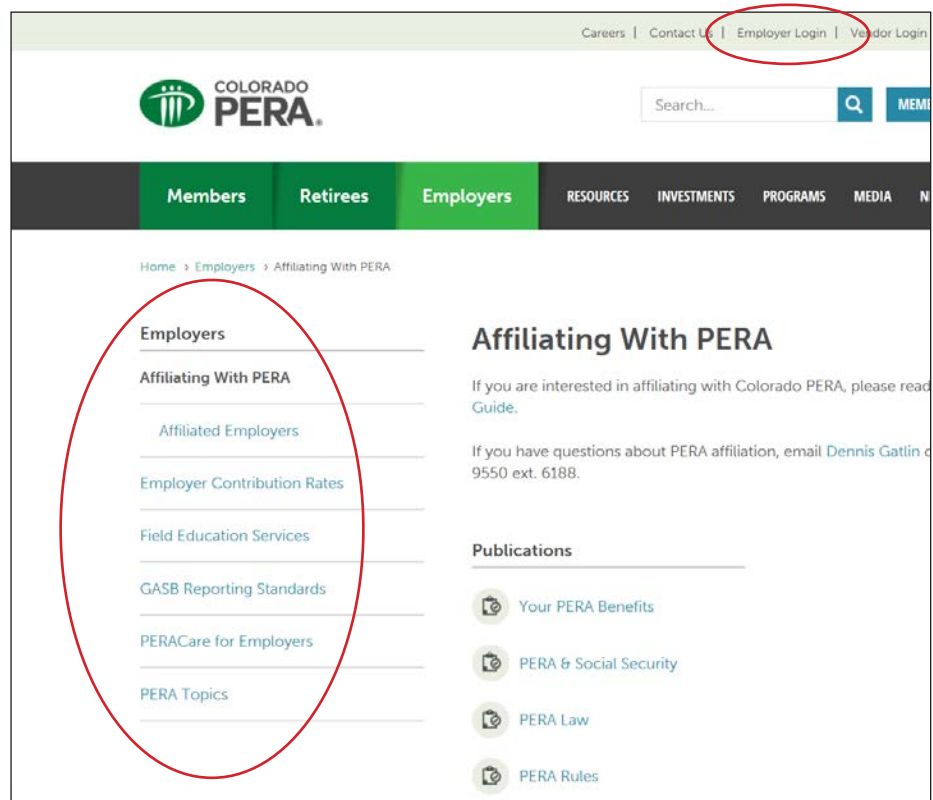 Careers | Contact Us | Employer Login | Vendor Login
COLORADO
PERA®
Search...
Members
Retirees
Employers
RESOURCES
INVESTMENTS
PROGRAMS
MEDIA
Home > Employers > Affiliating With PERA
Employers
Affiliating With PERA
Affiliated Employers
Employer Contribution Rates
Field Education Services
GASB Reporting Standards
PERACare for Employers
PERA Topics
Affiliating With PERA
If you are interested in affiliating with Colorado PERA, please read
Guide.
If you have questions about PERA affiliation, email Dennis Gatlin
9550 ext. 6188.
Publications
Your PERA Benefits
PERA & Social Security
PERA Law
PERA Rules